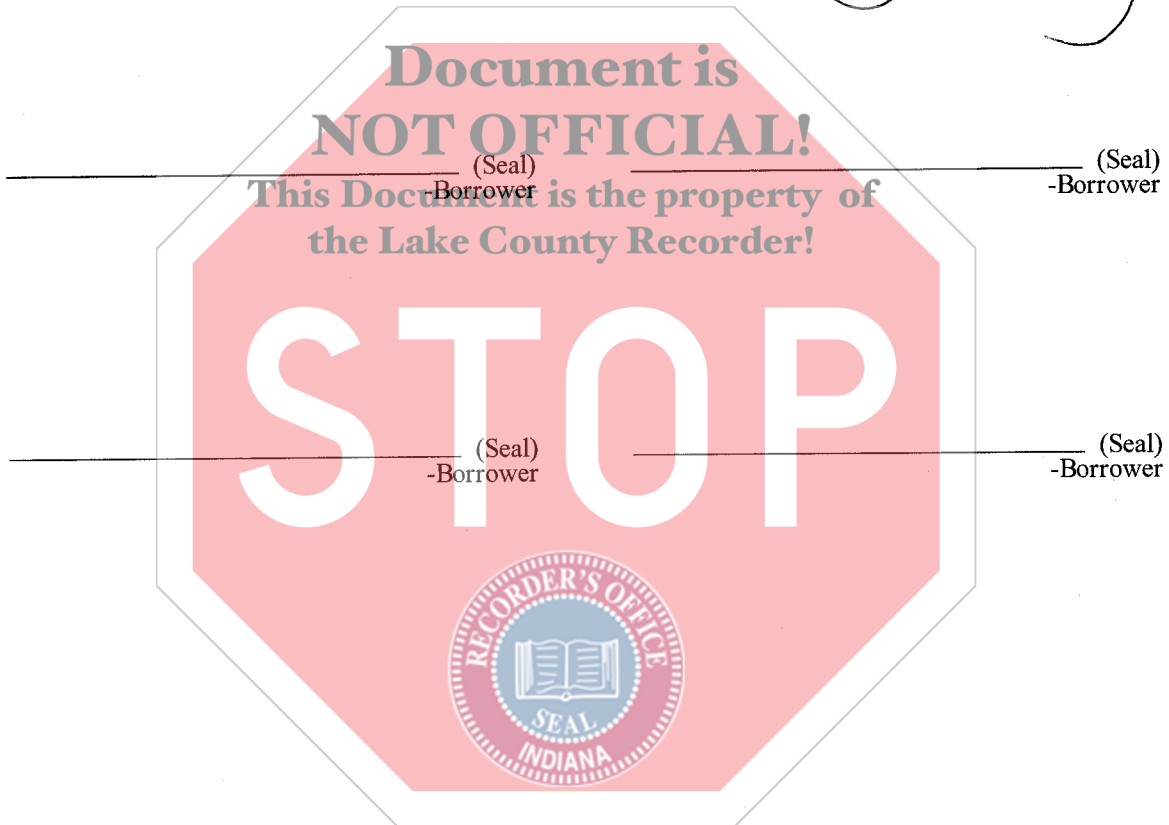 Document is
NOT OFFICIAL!
(Seal) (Seal)
-Borrower -Borrower
This Document is the property of
the Lake County Recorder!
STOP
(Seal) (Seal)
-Borrower -Borrower
RECORDER'S OFFICE
SEAL
INDIANA